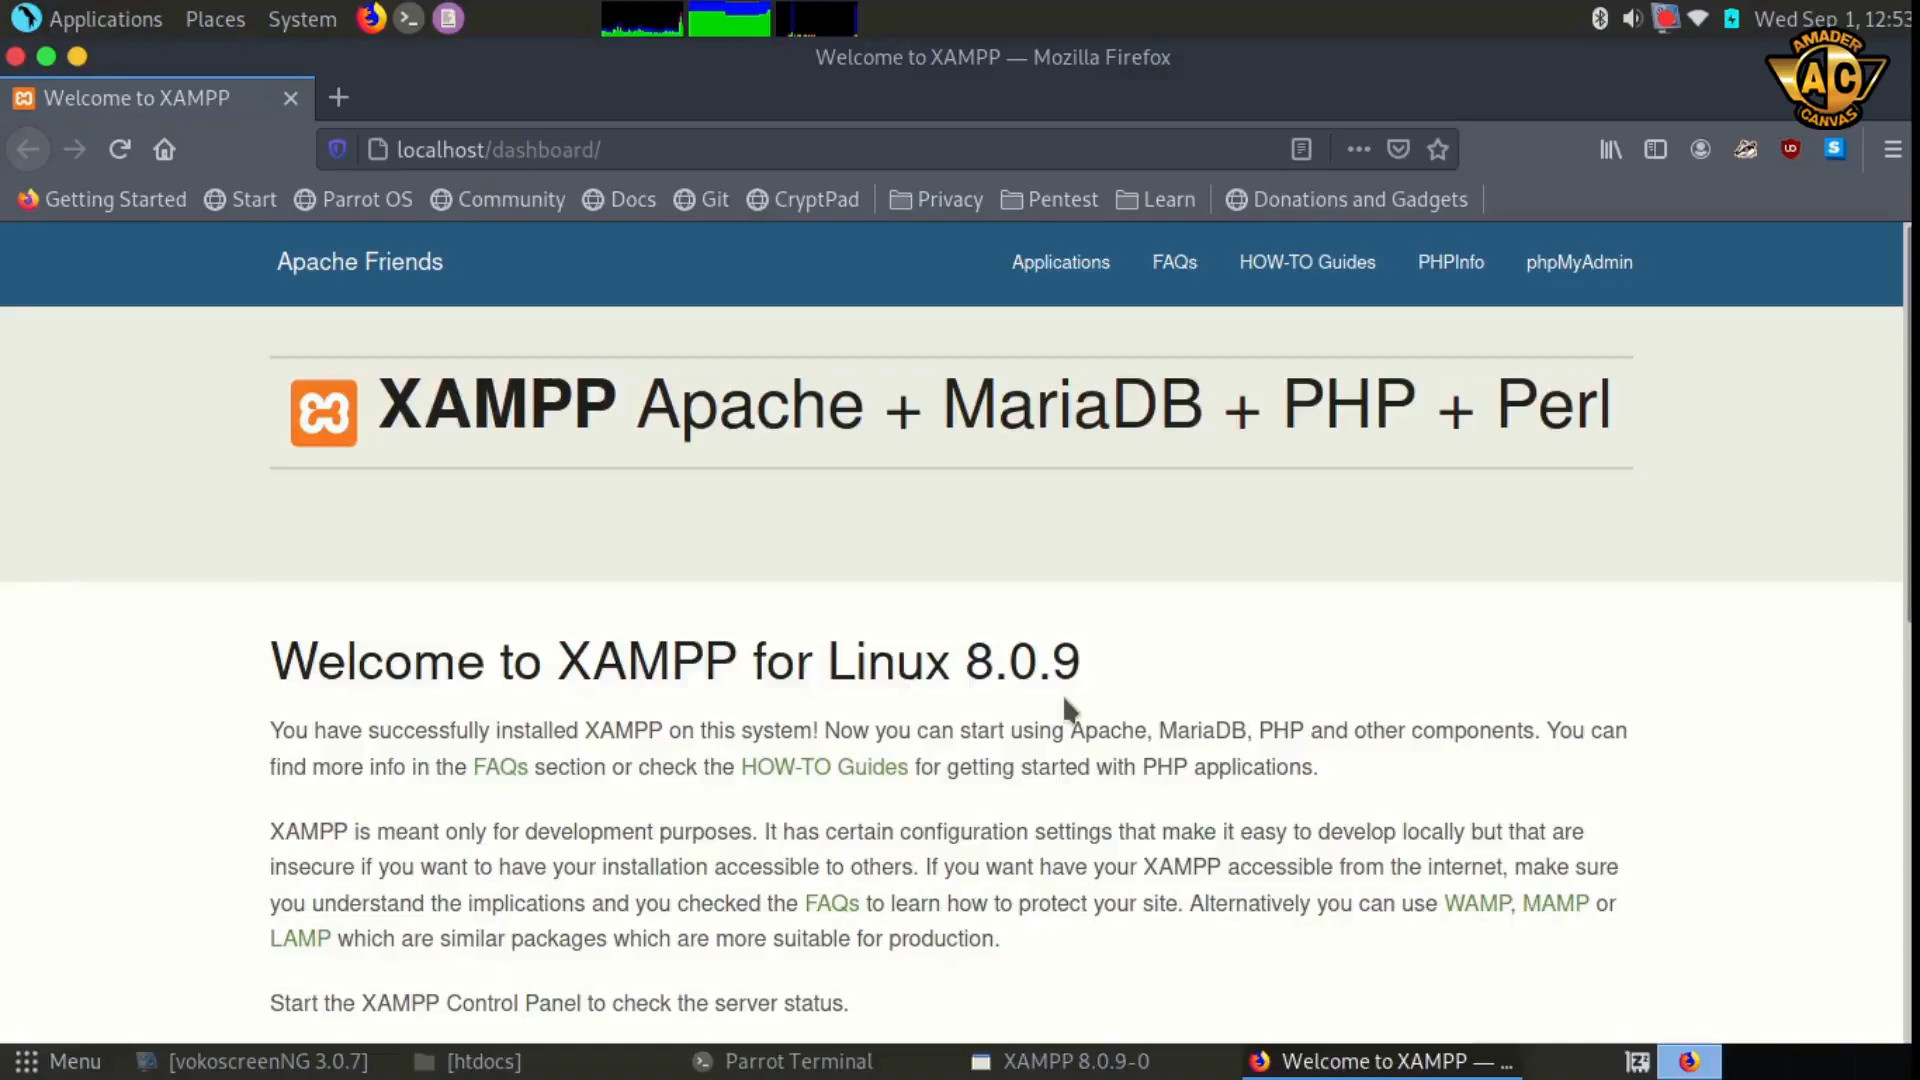 Applications Places System
Wed Sep 1, 12:53
Welcome to XAMPP — Mozilla Firefox
AMADER
AC
CANVAS
Welcome to XAMPP
localhost/dashboard/
Getting Started Start Parrot OS Community Docs Git CryptPad Privacy Pentest Learn Donations and Gadgets
Apache Friends Applications FAQs HOW-TO Guides PHPInfo phpMyAdmin
XAMPP Apache + MariaDB + PHP + Perl
Welcome to XAMPP for Linux 8.0.9
You have successfully installed XAMPP on this system! Now you can start using Apache, MariaDB, PHP and other components. You can
find more info in the FAQs section or check the HOW-TO Guides for getting started with PHP applications.
XAMPP is meant only for development purposes. It has certain configuration settings that make it easy to develop locally but that are
insecure if you want to have your installation accessible to others. If you want have your XAMPP accessible from the internet, make sure
you understand the implications and you checked the FAQs to learn how to protect your site. Alternatively you can use WAMP, MAMP or
LAMP which are similar packages which are more suitable for production.
Start the XAMPP Control Panel to check the server status.
Menu [vokoscreenNG 3.0.7] [htdocs] Parrot Terminal XAMPP 8.0.9-0 Welcome to XAMPP — ...